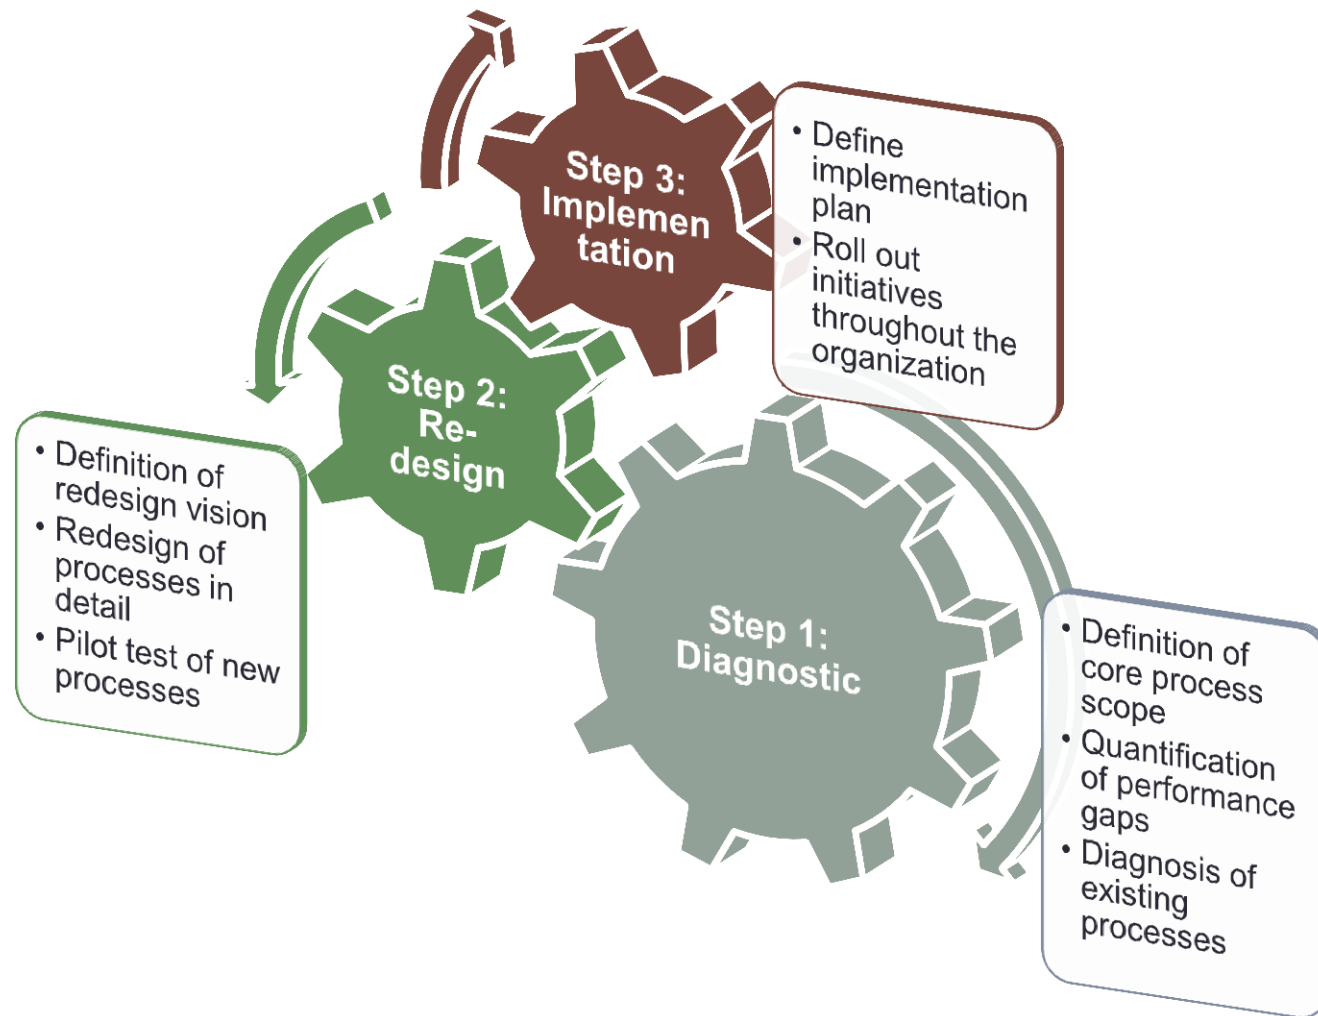 Step 3:
Implemen
tation
• Define
implementation
plan
• Roll out
initiatives
throughout the
organization
Step 2:
Re-
design
• Definition of
redesign vision
• Redesign of
processes in
detail
• Pilot test of new
processes
Step 1:
Diagnostic
• Definition of
core process
scope
• Quantification
of performance
gaps
• Diagnosis of
existing
processes